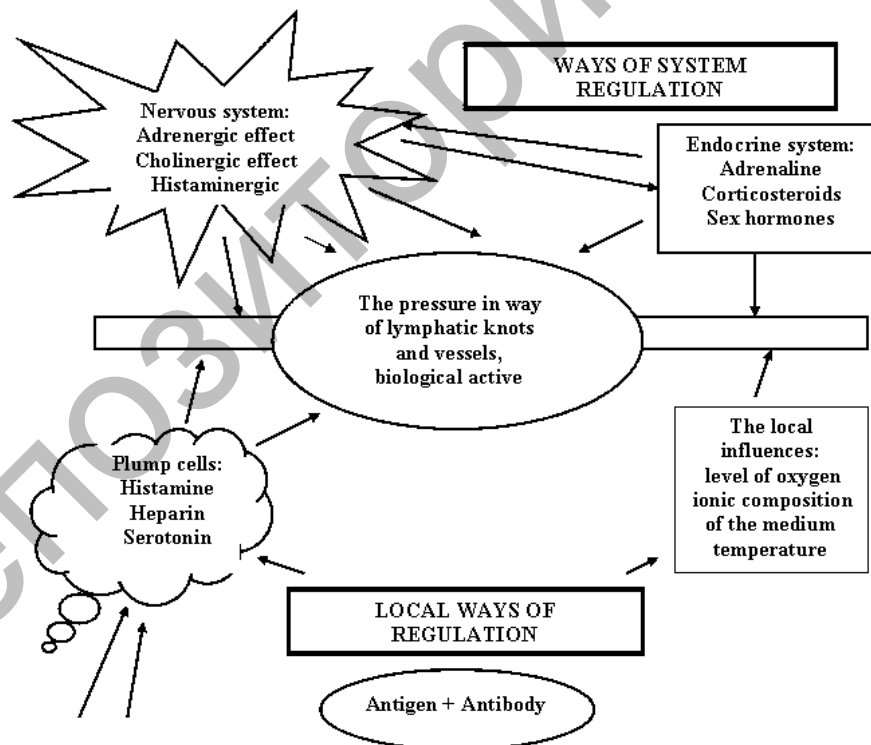 WAYS OF SYSTEM
REGULATION
Nervous system:
Adrenergic effect
Cholinergic effect
Histaminergic
Endocrine system:
Adrenaline
Corticosteroids
Sex hormones
The pressure in way
of lymphatic knots
and vessels,
biological active
Plump cells:
Histamine
Heparin
Serotonin
The local
influences:
level of oxygen
ionic composition
of the medium
temperature
LOCAL WAYS OF
REGULATION
Antigen + Antibody
епозитори